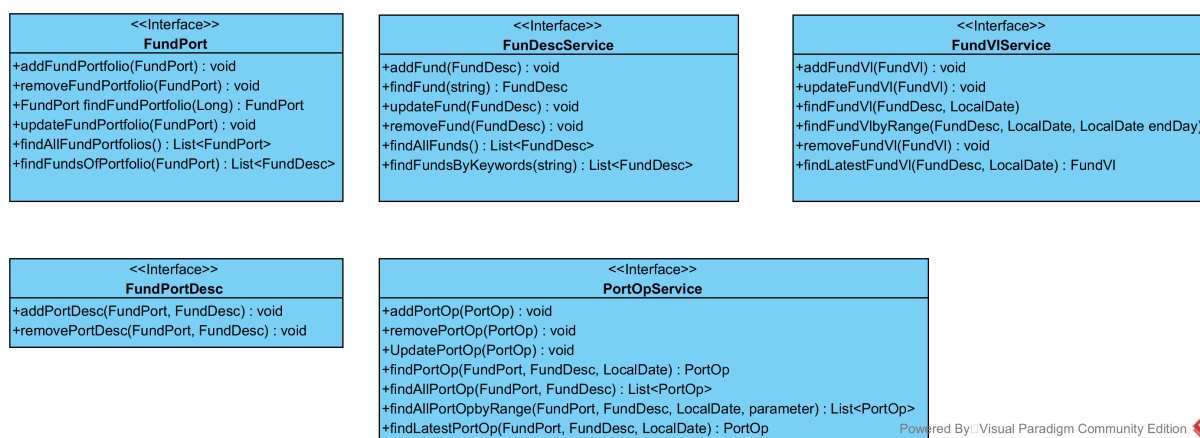 <<Interface>>
FundPort
+addFundPortfolio(FundPort) : void
+removeFundPortfolio(FundPort) : void
+FundPort findFundPortfolio(Long) : FundPort
+updateFundPortfolio(FundPort) : void
+findAllFundPortfolios() : List<FundPort>
+findFundsOfPortfolio(FundPort) : List<FundDesc>
<<Interface>>
FunDescService
+addFund(FundDesc) : void
+findFund(string) : FundDesc
+updateFund(FundDesc) : void
+removeFund(FundDesc) : void
+findAllFunds() : List<FundDesc>
+findFundsByKeywords(string) : List<FundDesc>
<<Interface>>
FundVlService
+addFundVl(FundVl) : void
+updateFundVl(FundVl) : void
+findFundVl(FundDesc, LocalDate)
+findFundVlbyRange(FundDesc, LocalDate, LocalDate endDay)
+removeFundVl(FundVl) : void
+findLatestFundVl(FundDesc, LocalDate) : FundVl
<<Interface>>
FundPortDesc
+addPortDesc(FundPort, FundDesc) : void
+removePortDesc(FundPort, FundDesc) : void
<<Interface>>
PortOpService
+addPortOp(PortOp) : void
+removePortOp(PortOp) : void
+UpdatePortOp(PortOp) : void
+findPortOp(FundPort, FundDesc, LocalDate) : PortOp
+findAllPortOp(FundPort, FundDesc) : List<PortOp>
+findAllPortOpbyRange(FundPort, FundDesc, LocalDate, parameter) : List<PortOp>
+findLatestPortOp(FundPort, FundDesc, LocalDate) : PortOp
Powered By Visual Paradigm Community Edition